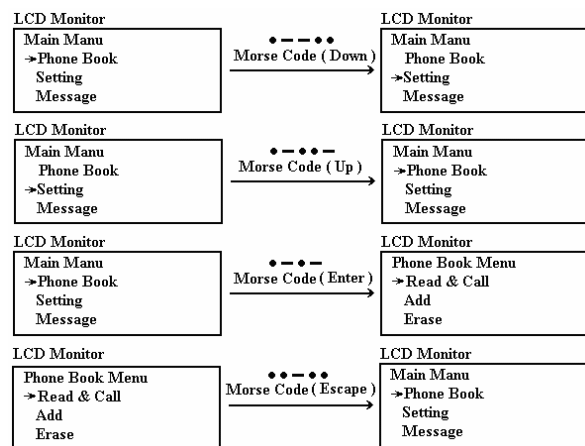 LCD Monitor
Main Manu
➔Phone Book
Setting
Message
●――●●
Morse Code ( Down )
LCD Monitor
Main Manu
Phone Book
➔Setting
Message
LCD Monitor
Main Manu
Phone Book
➔Setting
Message
●―●●―
Morse Code ( Up )
LCD Monitor
Main Manu
➔Phone Book
Setting
Message
LCD Monitor
Main Manu
➔Phone Book
Setting
Message
●―●―
Morse Code ( Enter )
LCD Monitor
Phone Book Menu
➔Read & Call
Add
Erase
LCD Monitor
Phone Book Menu
➔Read & Call
Add
Erase
●●―●●
Morse Code ( Escape )
LCD Monitor
Main Manu
➔Phone Book
Setting
Message